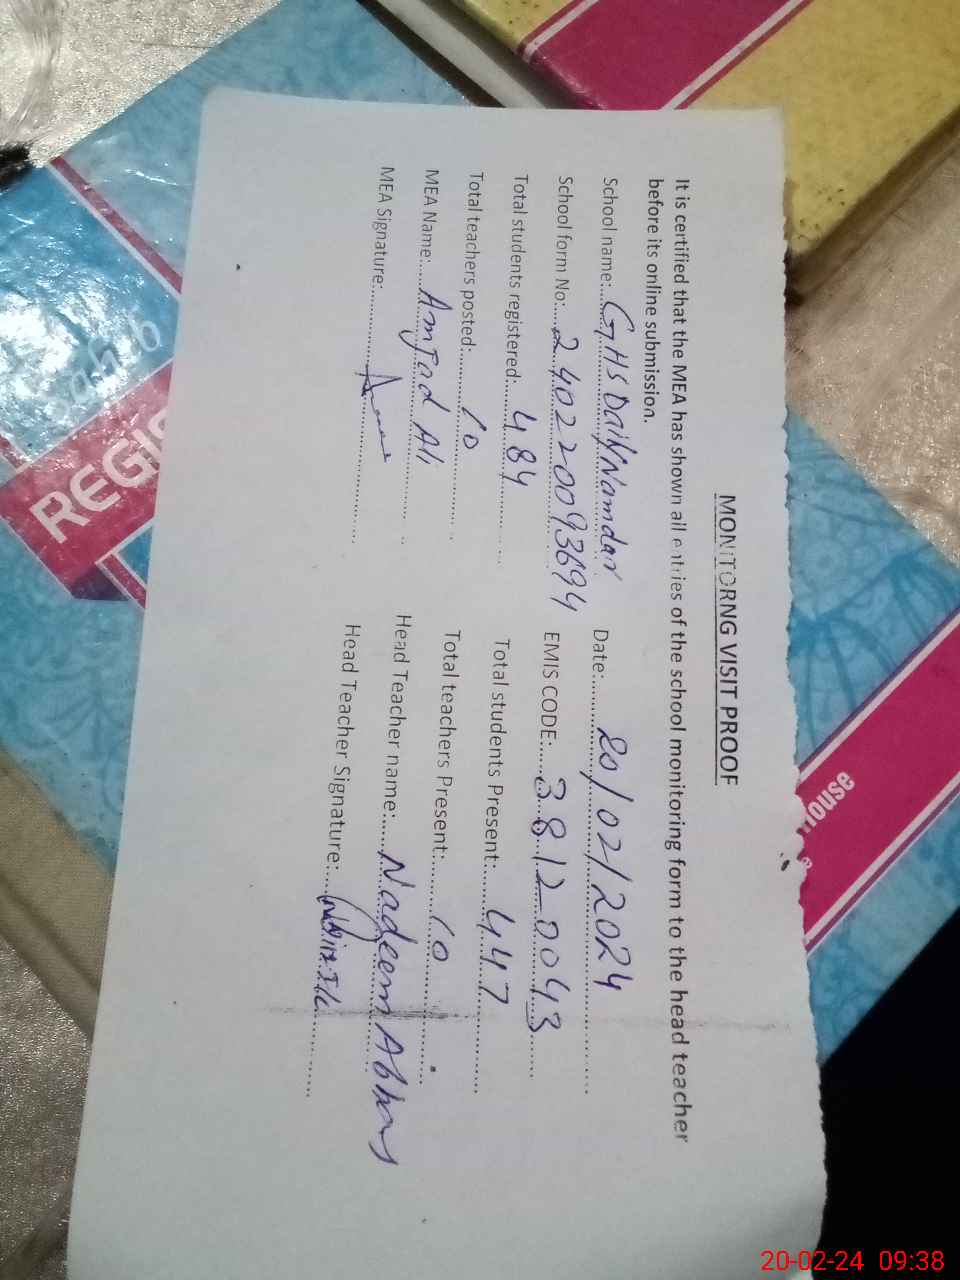 MONITORNG VISIT PROOF
It is certified that the MEA has shown all entries of the school monitoring form to the head teacher
before its online submission.
School name:....GHS Daik Namdar Date:....20/02/2024
School form No:...240220093694 EMIS CODE:....38120043
Total students registered:...484 Total students Present:....447
Total teachers posted:....10 Total teachers Present:....10
MEA Name:....Amjad Ali Head Teacher name:....Nadeem Abbas
MEA Signature:.... Head Teacher Signature:....
Sahib
REGIS
House
20-02-24 09:38